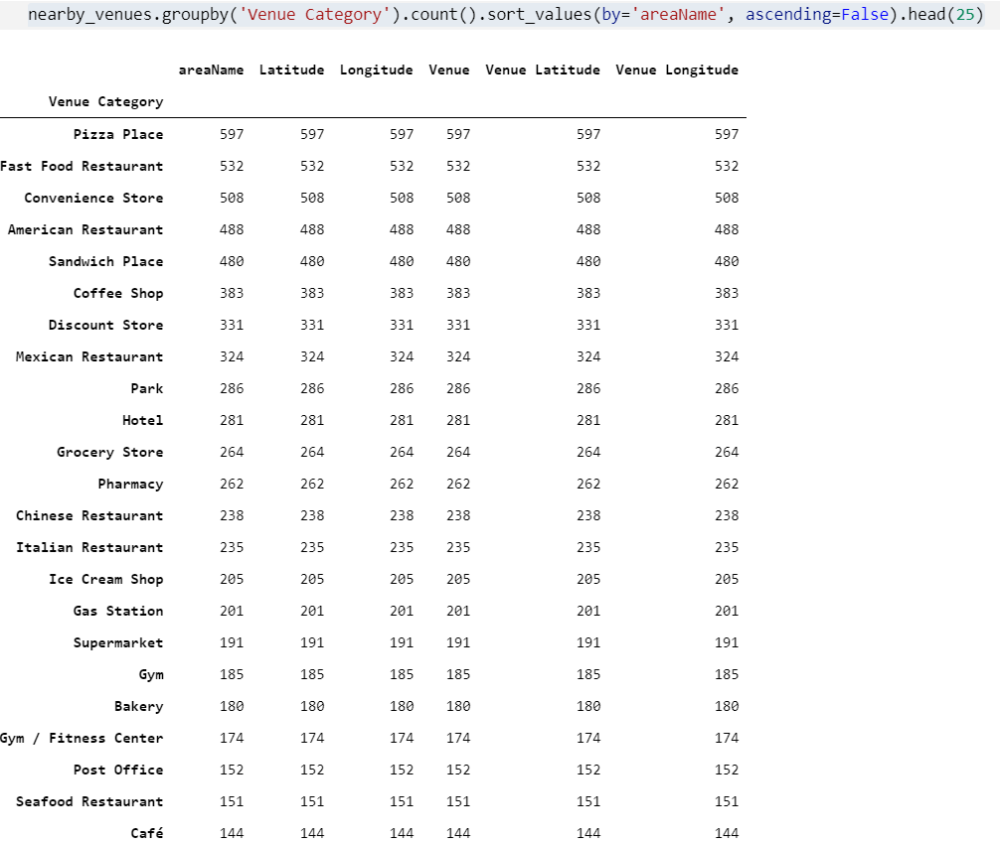 nearby_venues.groupby('Venue Category').count().sort_values(by='areaName', ascending=False).head(25)
areaName Latitude Longitude Venue Venue Latitude Venue Longitude
Venue Category
Pizza Place 597 597 597 597 597 597
Fast Food Restaurant 532 532 532 532 532 532
Convenience Store 508 508 508 508 508 508
American Restaurant 488 488 488 488 488 488
Sandwich Place 480 480 480 480 480 480
Coffee Shop 383 383 383 383 383 383
Discount Store 331 331 331 331 331 331
Mexican Restaurant 324 324 324 324 324 324
Park 286 286 286 286 286 286
Hotel 281 281 281 281 281 281
Grocery Store 264 264 264 264 264 264
Pharmacy 262 262 262 262 262 262
Chinese Restaurant 238 238 238 238 238 238
Italian Restaurant 235 235 235 235 235 235
Ice Cream Shop 205 205 205 205 205 205
Gas Station 201 201 201 201 201 201
Supermarket 191 191 191 191 191 191
Gym 185 185 185 185 185 185
Bakery 180 180 180 180 180 180
Gym / Fitness Center 174 174 174 174 174 174
Post Office 152 152 152 152 152 152
Seafood Restaurant 151 151 151 151 151 151
Café 144 144 144 144 144 144